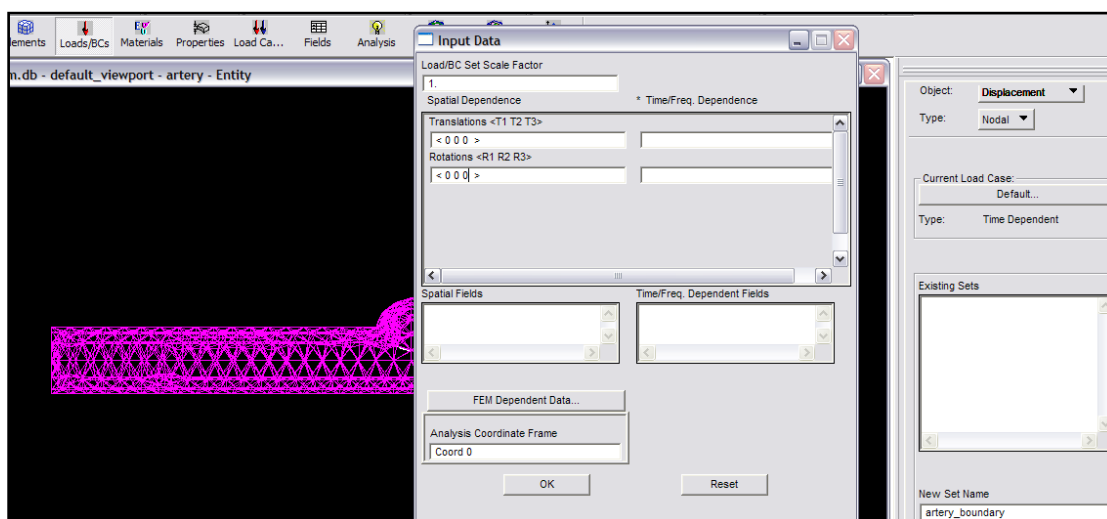 lements Loads/BCs Materials Properties Load Ca... Fields Analysis
m.db - default_viewport - artery - Entity
Input Data
Load/BC Set Scale Factor
1.
Spatial Dependence * Time/Freq. Dependence
Translations <T1 T2 T3>
< 0 0 0 >
Rotations <R1 R2 R3>
< 0 0 0 >
Spatial Fields Time/Freq. Dependent Fields
FEM Dependent Data...
Analysis Coordinate Frame
Coord 0
OK Reset
Object: Displacement
Type: Nodal
Current Load Case:
Default...
Type: Time Dependent
Existing Sets
New Set Name
artery_boundary